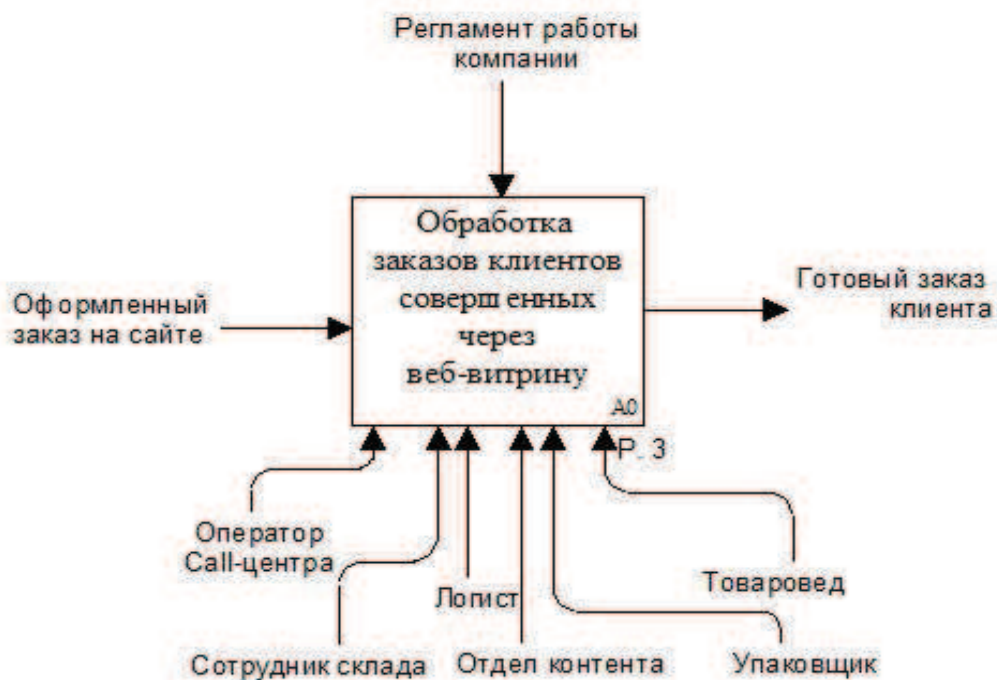 Регламент работы
компании
Обработка
заказов клиентов
совершенных
через
веб-витрину
A0
P. 3
Оформленный
заказ на сайте
Готовый заказ
клиента
Оператор
Call-центра
Логист
Товаровед
Сотрудник склада
Отдел контента
Упаковщик